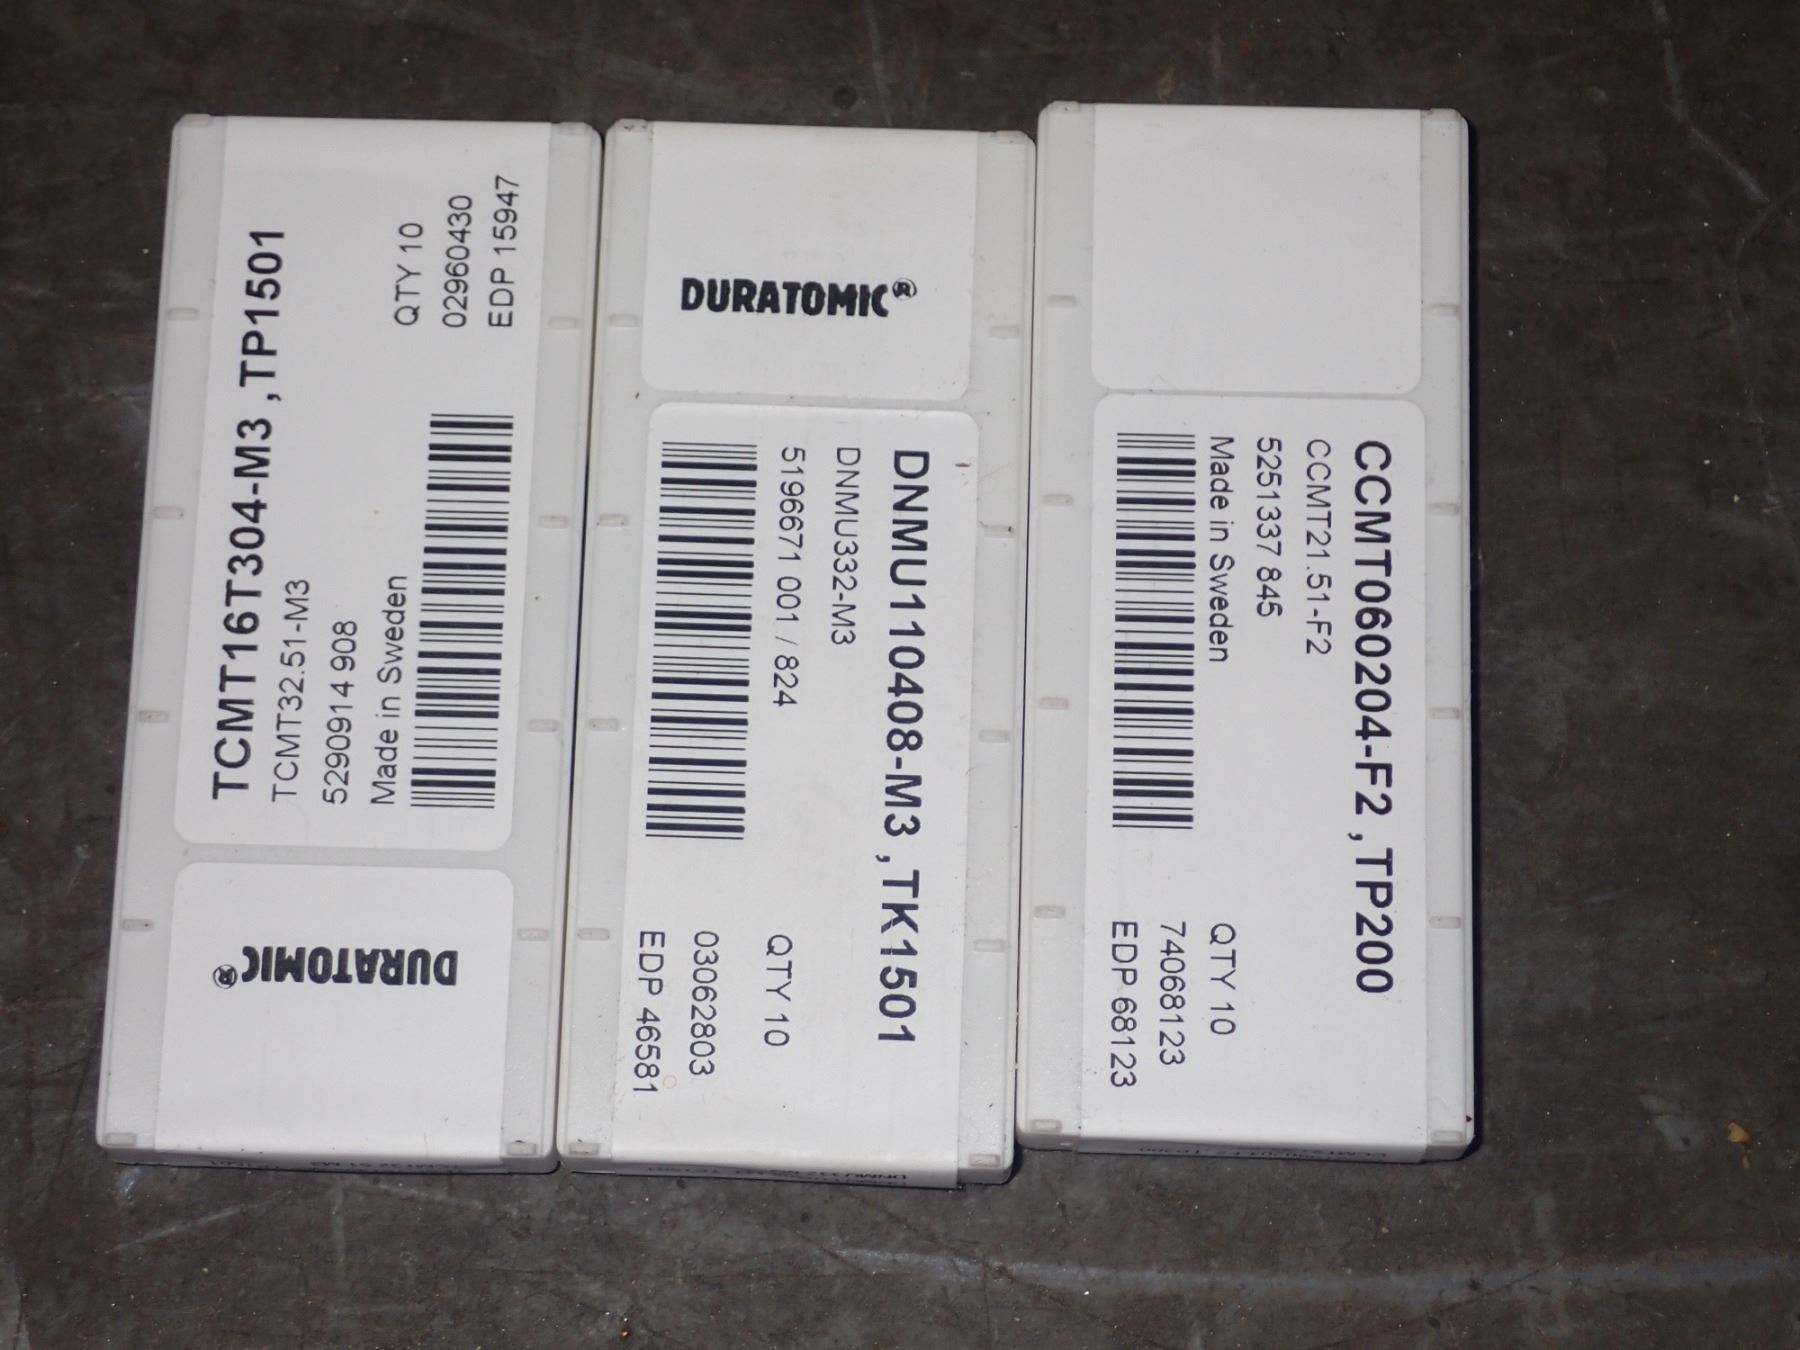 TCMT16T304-M3 ,TP1501
TCMT32.51-M3
5290914 908
Made in Sweden
QTY 10
02960430
EDP 15947
DURATOMIC®
DURATOMIC®
DNMU110408-M3 ,TK1501
DNMU332-M3
5196671 001 / 824
QTY 10
03062803
EDP 46581
CCMT060204-F2 ,TP200
CCMT21.51-F2
5251337 845
Made in Sweden
QTY 10
74068123
EDP 68123